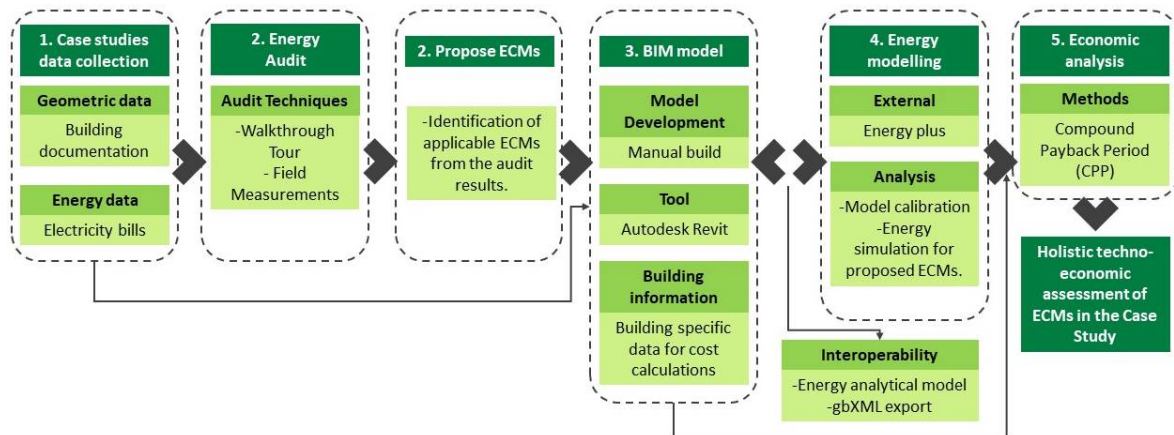 1. Case studies
data collection
Geometric data
Building
documentation
Energy data
Electricity bills
2. Energy
Audit
Audit Techniques
-Walkthrough
Tour
- Field
Measurements
2. Propose ECMs
-Identification of
applicable ECMs
from the audit
results.
3. BIM model
Model
Development
Manual build
Tool
Autodesk Revit
Building
information
Building specific
data for cost
calculations
4. Energy
modelling
External
Energy plus
Analysis
-Model calibration
-Energy
simulation for
proposed ECMs.
Interoperability
-Energy analytical model
-gbXML export
5. Economic
analysis
Methods
Compound
Payback Period
(CPP)
Holistic techno-
economic
assessment of
ECMs in the Case
Study